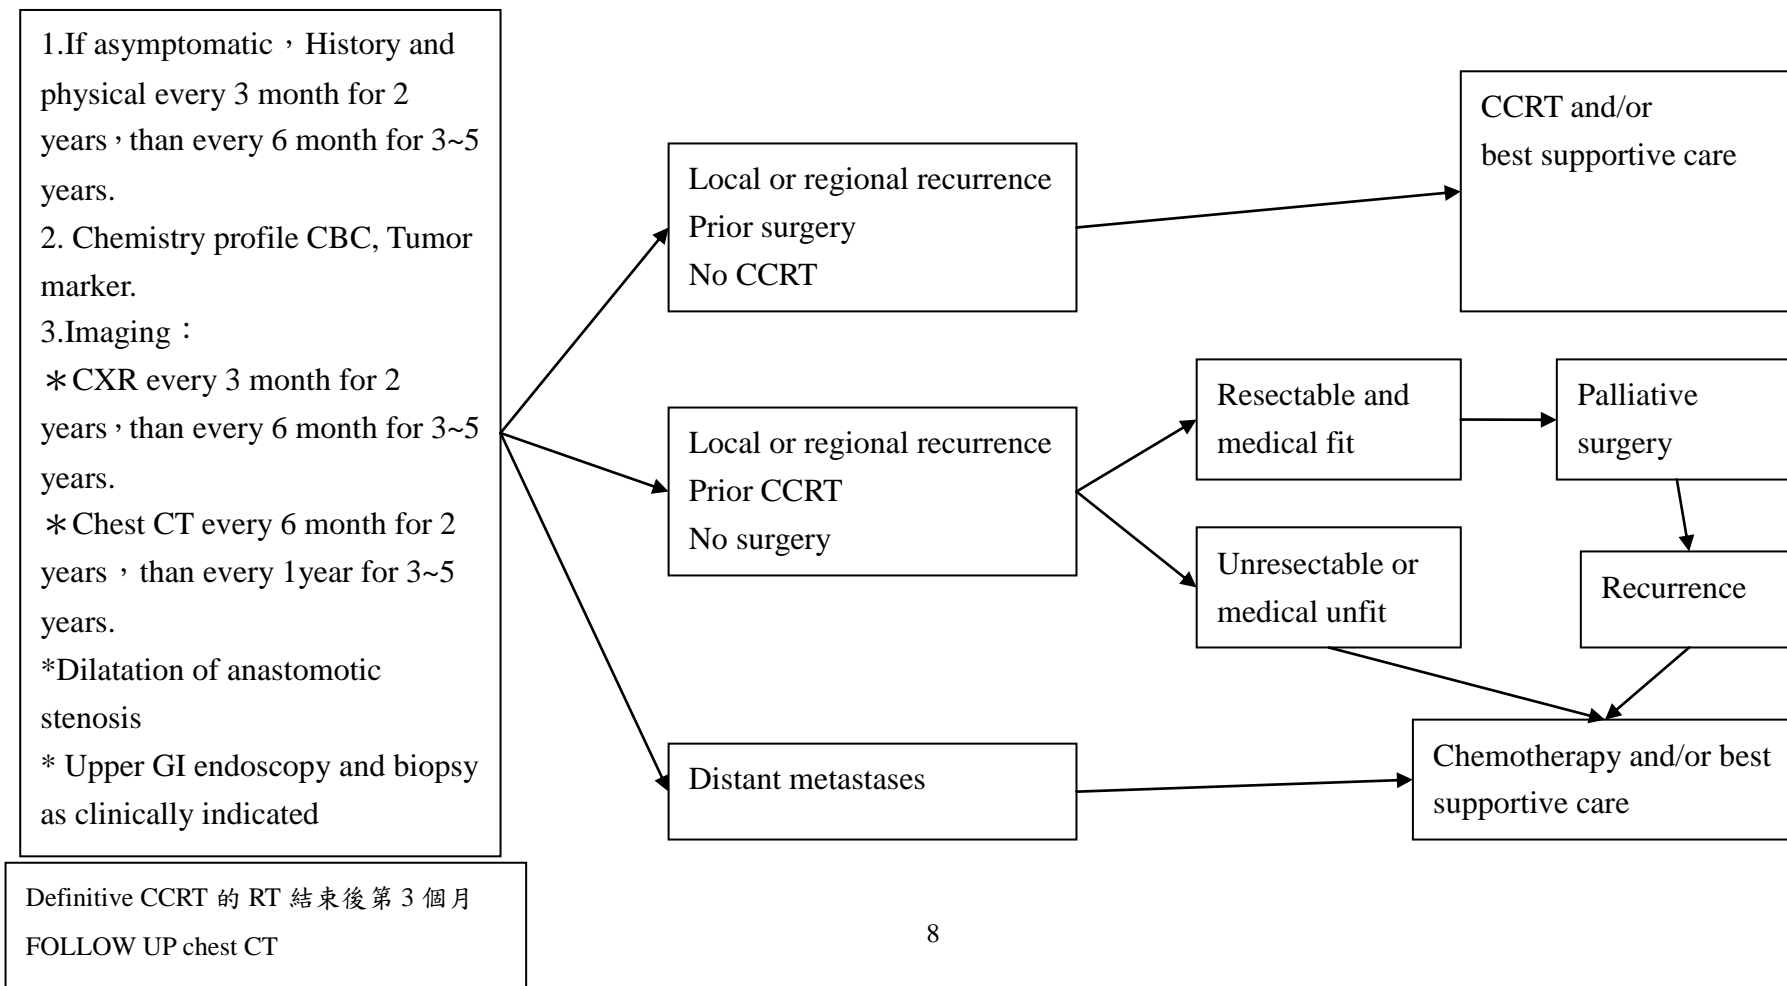 1.If asymptomatic，History and
physical every 3 month for 2
years，than every 6 month for 3~5
years.
2. Chemistry profile CBC, Tumor
marker.
3.Imaging：
＊CXR every 3 month for 2
years，than every 6 month for 3~5
years.
＊Chest CT every 6 month for 2
years，than every 1year for 3~5
years.
*Dilatation of anastomotic
stenosis
* Upper GI endoscopy and biopsy
as clinically indicated
Definitive CCRT 的 RT 結束後第 3 個月
FOLLOW UP chest CT
Local or regional recurrence
Prior surgery
No CCRT
CCRT and/or
best supportive care
Local or regional recurrence
Prior CCRT
No surgery
Resectable and
medical fit
Palliative
surgery
Unresectable or
medical unfit
Recurrence
Distant metastases
Chemotherapy and/or best
supportive care
8